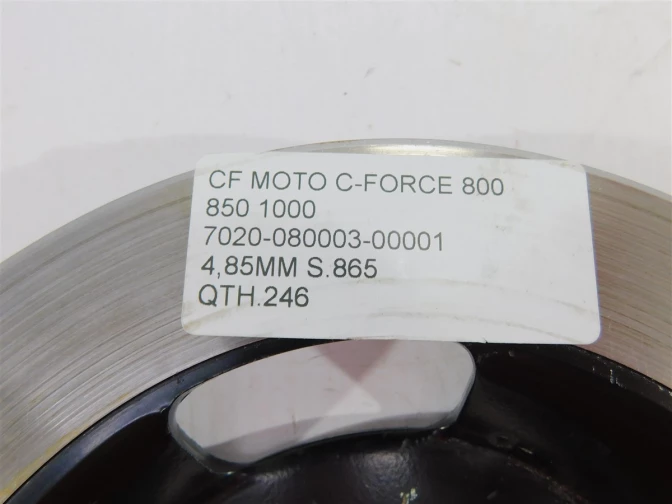 CF MOTO C-FORCE 800
850 1000
7020-080003-00001
4,85MM S.865
QTH.246